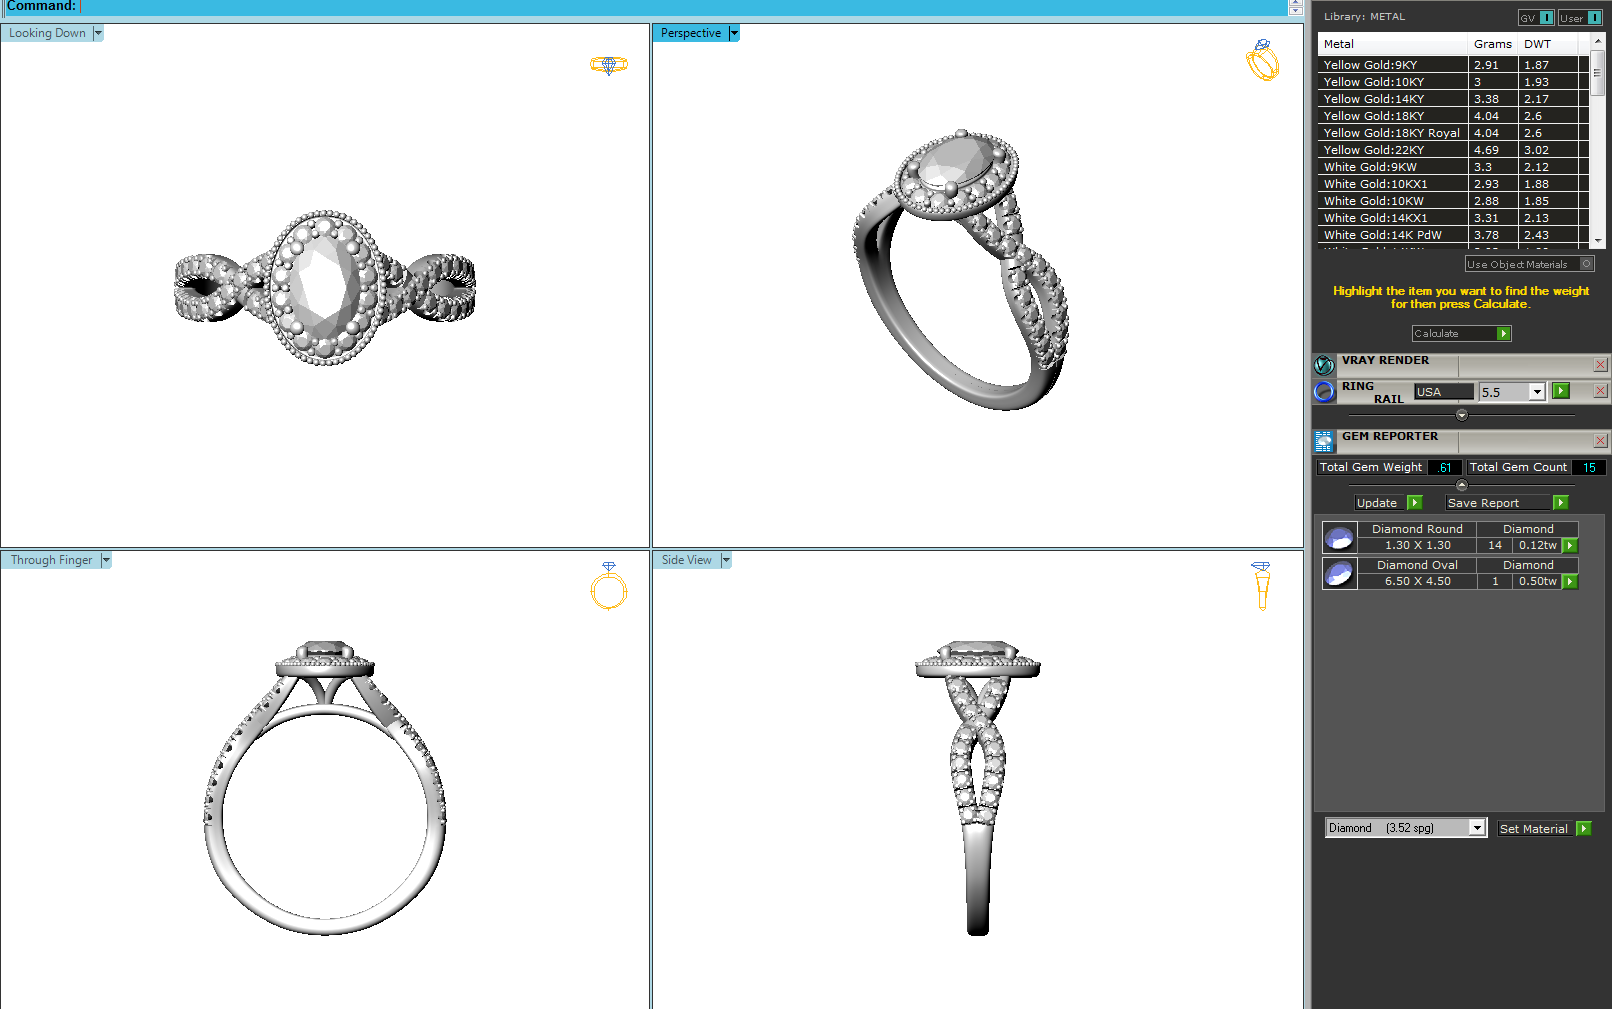 Command:
Looking Down
Perspective
Through Finger
Side View
Library: METAL
GV
User
Metal Grams DWT
Yellow Gold:9KY 2.91 1.87
Yellow Gold:10KY 3 1.93
Yellow Gold:14KY 3.38 2.17
Yellow Gold:18KY 4.04 2.6
Yellow Gold:18KY Royal 4.04 2.6
Yellow Gold:22KY 4.69 3.02
White Gold:9KW 3.3 2.12
White Gold:10KX1 2.93 1.88
White Gold:10KW 2.88 1.85
White Gold:14KX1 3.31 2.13
White Gold:14K PdW 3.78 2.43
Use Object Materials
Highlight the item you want to find the weight
for then press Calculate.
Calculate
VRAY RENDER
RING
RAIL USA 5.5
GEM REPORTER
Total Gem Weight .61 Total Gem Count 15
Update Save Report
Diamond Round Diamond
1.30 X 1.30 14 0.12tw
Diamond Oval Diamond
6.50 X 4.50 1 0.50tw
Diamond (3.52 spg) Set Material